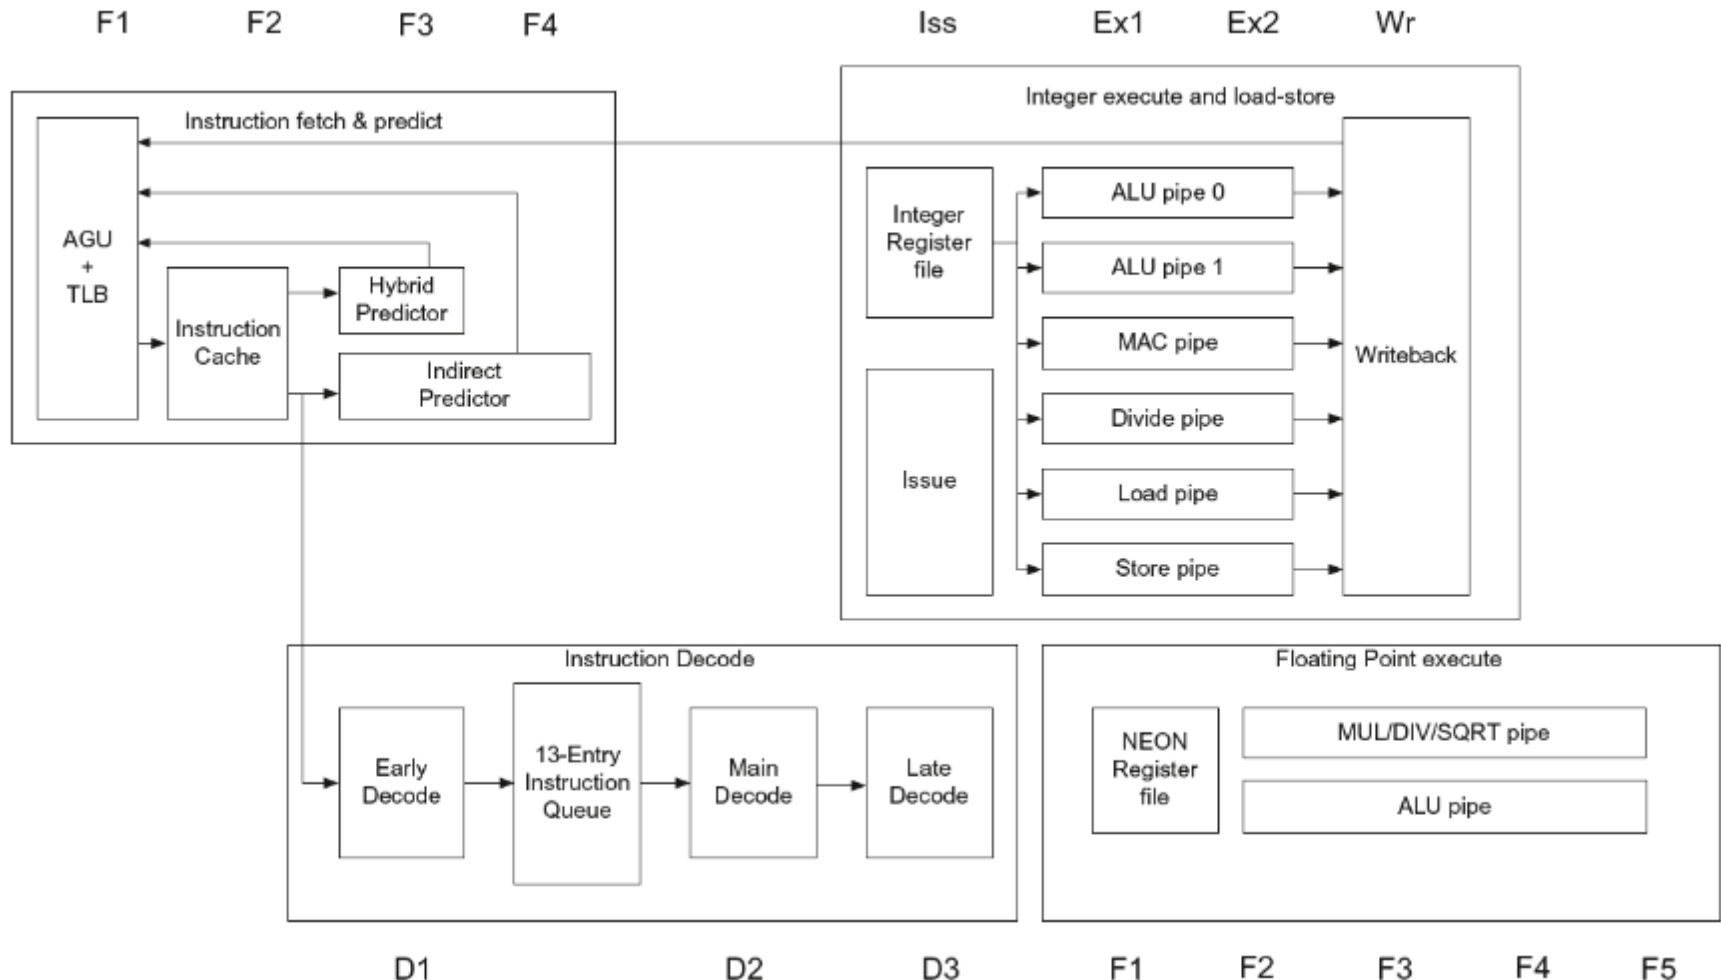 F1 F2 F3 F4 Iss Ex1 Ex2 Wr
Instruction fetch & predict
AGU
+
TLB
Instruction
Cache
Hybrid
Predictor
Indirect
Predictor
Integer execute and load-store
Integer
Register
file
Issue
ALU pipe 0
ALU pipe 1
MAC pipe
Divide pipe
Load pipe
Store pipe
Writeback
Instruction Decode
Early
Decode
13-Entry
Instruction
Queue
Main
Decode
Late
Decode
Floating Point execute
NEON
Register
file
MUL/DIV/SQRT pipe
ALU pipe
D1 D2 D3 F1 F2 F3 F4 F5